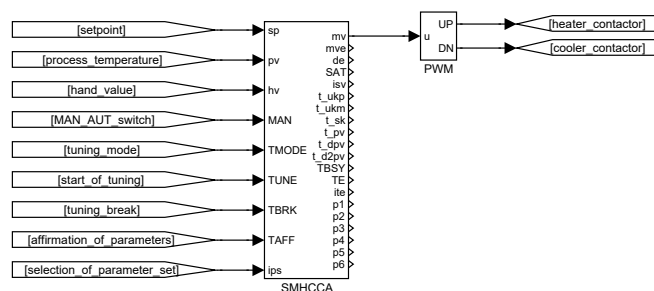 [setpoint]
[process_temperature]
[hand_value]
[MAN_AUT_switch]
[tuning_mode]
[start_of_tuning]
[tuning_break]
[affirmation_of_parameters]
[selection_of_parameter_set]
sp
pv
hv
MAN
TMODE
TUNE
TBRK
TAFF
ips
mv
mve
de
SAT
isv
t_ukp
t_ukm
t_sk
t_pv
t_dpv
t_d2pv
TBSY
TE
ite
p1
p2
p3
p4
p5
p6
SMHCCA
u
UP
DN
PWM
[heater_contactor]
[cooler_contactor]